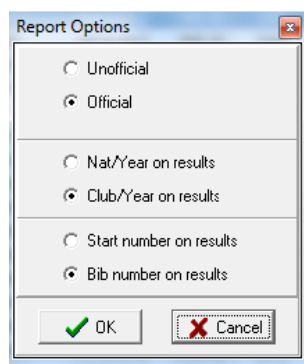 Report Options
Unofficial
Official
Nat/Year on results
Club/Year on results
Start number on results
Bib number on results
OK
Cancel